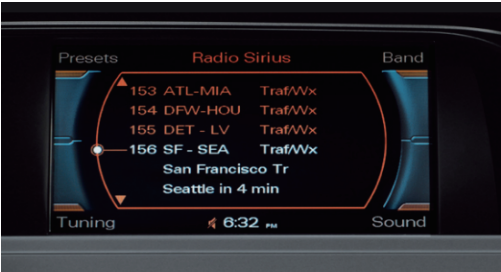 Presets Radio Sirius Band
153 ATL-MIA Traf/Wx
154 DFW-HOU Traf/Wx
155 DET - LV Traf/Wx
156 SF - SEA Traf/Wx
San Francisco Tr
Seattle in 4 min
Tuning 6:32 PM Sound